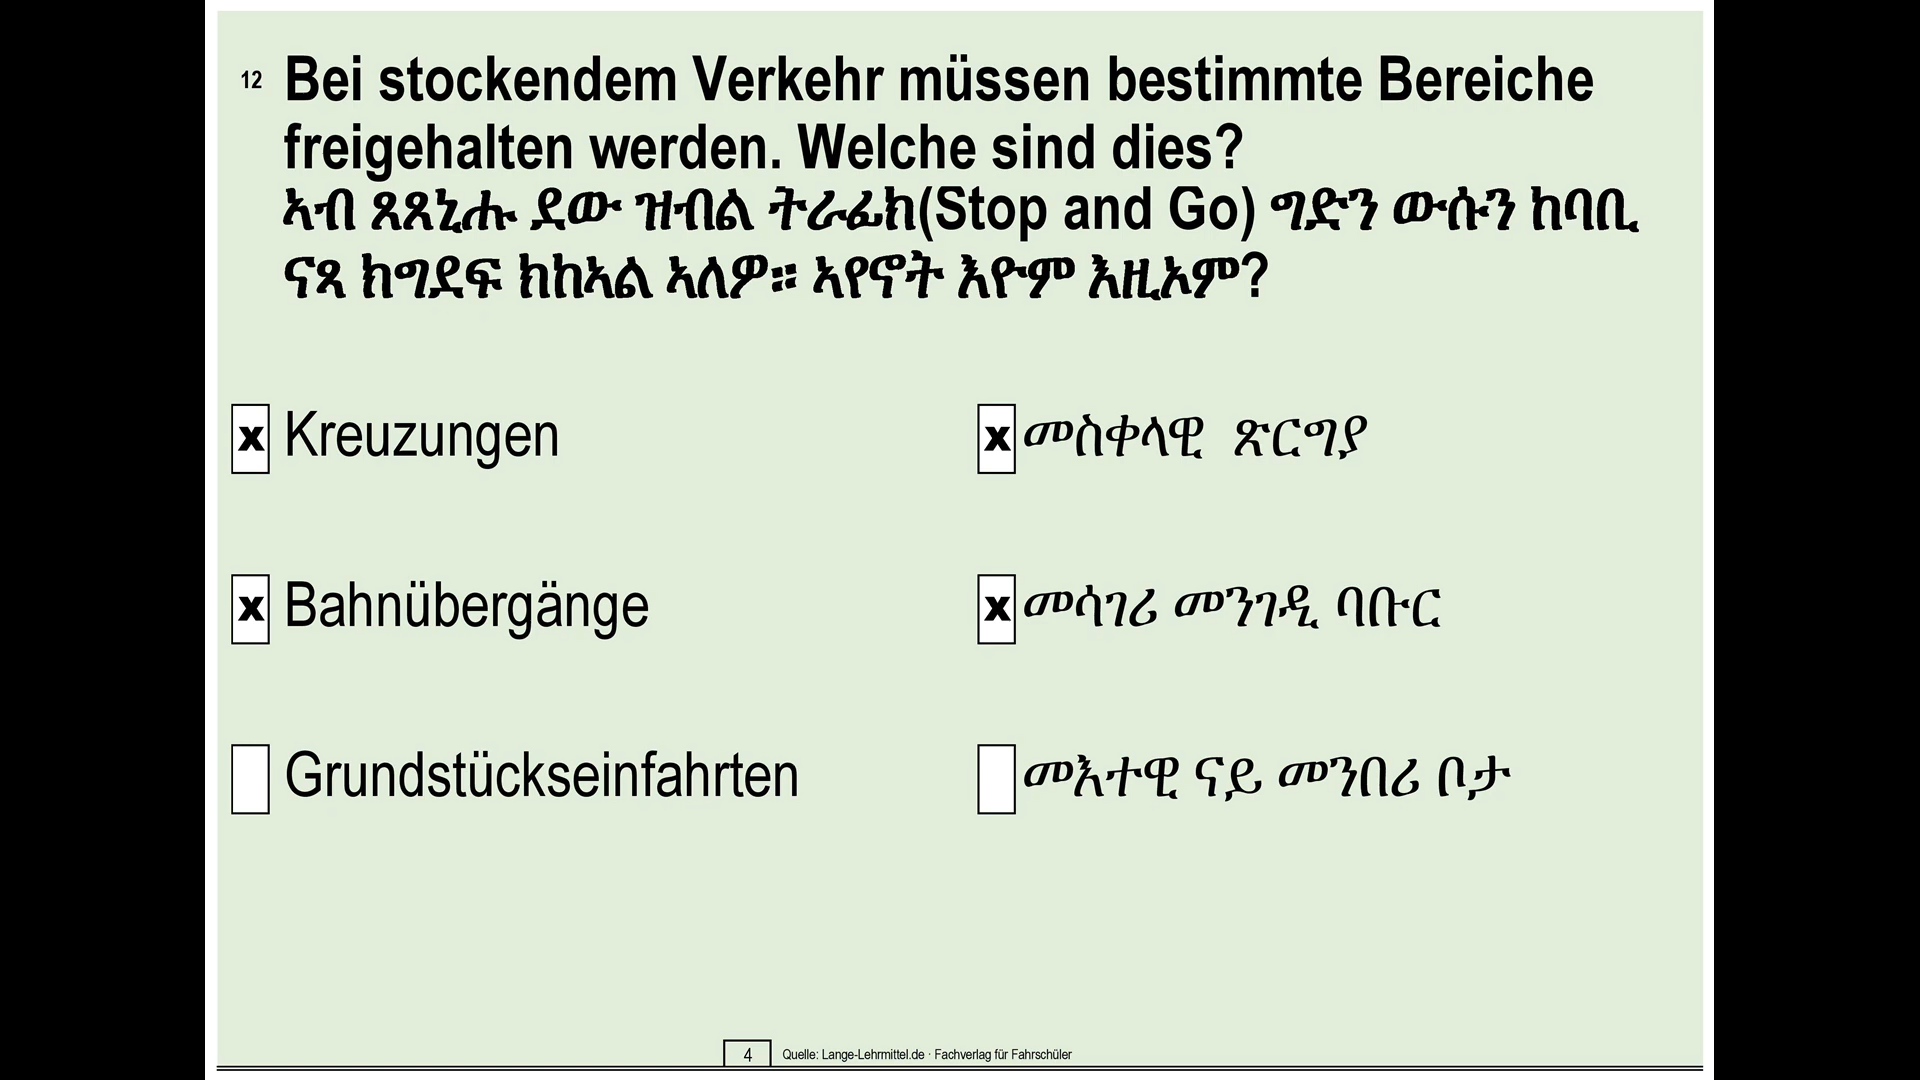 12 Bei stockendem Verkehr müssen bestimmte Bereiche
freigehalten werden. Welche sind dies?
ኣብ ጸጸኒሑ ደው ዝብል ትራፊክ(Stop and Go) ግድን ውሱን ከባቢ
ናጻ ክግደፍ ክከኣል ኣለዎ። ኣየኖት እዮም እዚኦም?
x Kreuzungen x መስቀላዊ ጽርግያ
x Bahnübergänge x መሳገሪ መንገዲ ባቡር
Grundstückseinfahrten መእተዊ ናይ መንበሪ ቦታ
4 Quelle: Lange-Lehrmittel.de · Fachverlag für Fahrschüler